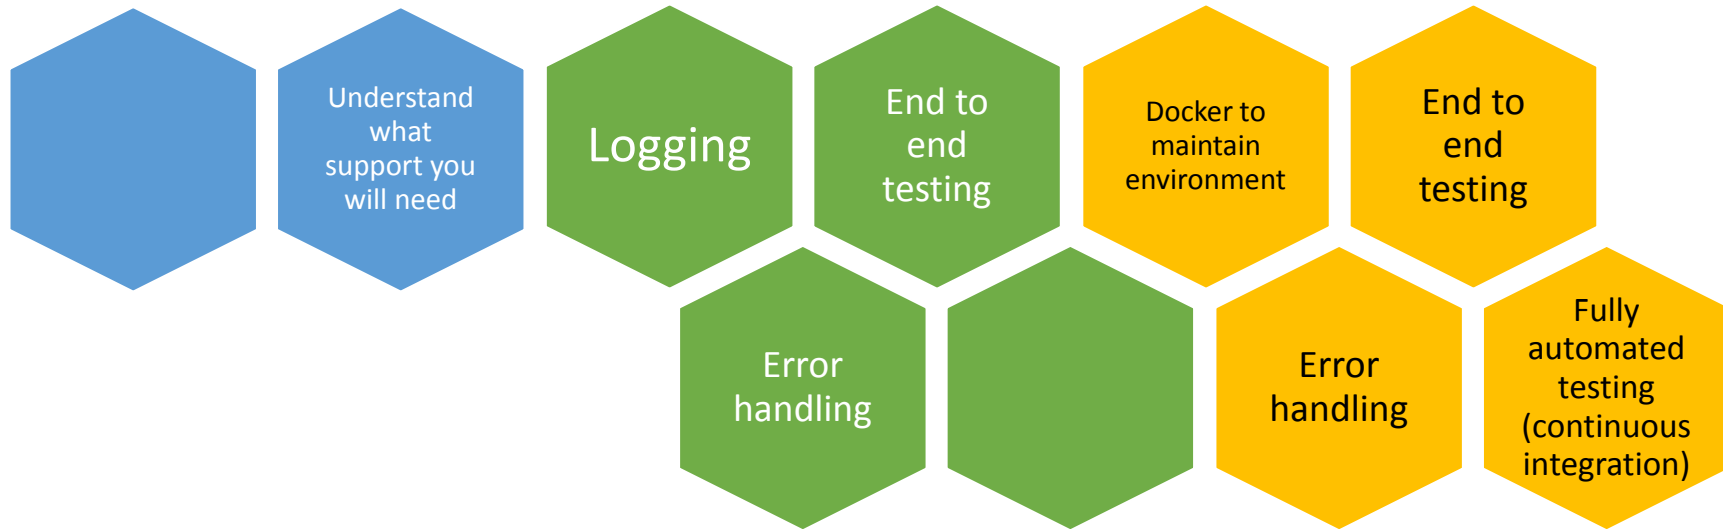 Understand
what
support you
will need
Logging
End to
end
testing
Docker to
maintain
environment
End to
end
testing
Error
handling
Error
handling
Fully
automated
testing
(continuous
integration)